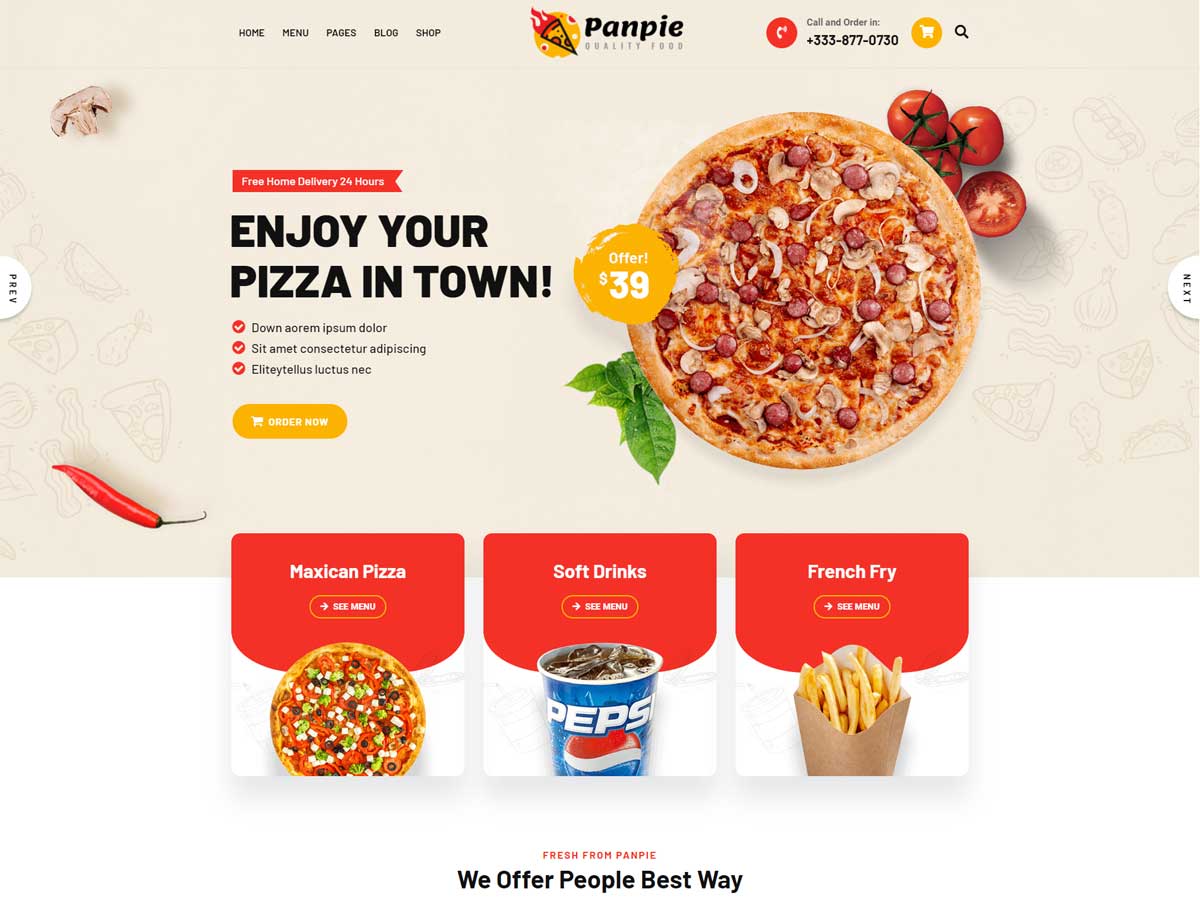 HOME MENU PAGES BLOG SHOP
Panpie
QUALITY FOOD
Call and Order in:
+333-877-0730
Free Home Delivery 24 Hours
ENJOY YOUR
PIZZA IN TOWN!
Offer!
$39
PREV
NEXT
Down aorem ipsum dolor
Sit amet consectetur adipiscing
Eliteytellus luctus nec
ORDER NOW
Maxican Pizza
SEE MENU
PEPSI
Soft Drinks
SEE MENU
French Fry
SEE MENU
FRESH FROM PANPIE
We Offer People Best Way